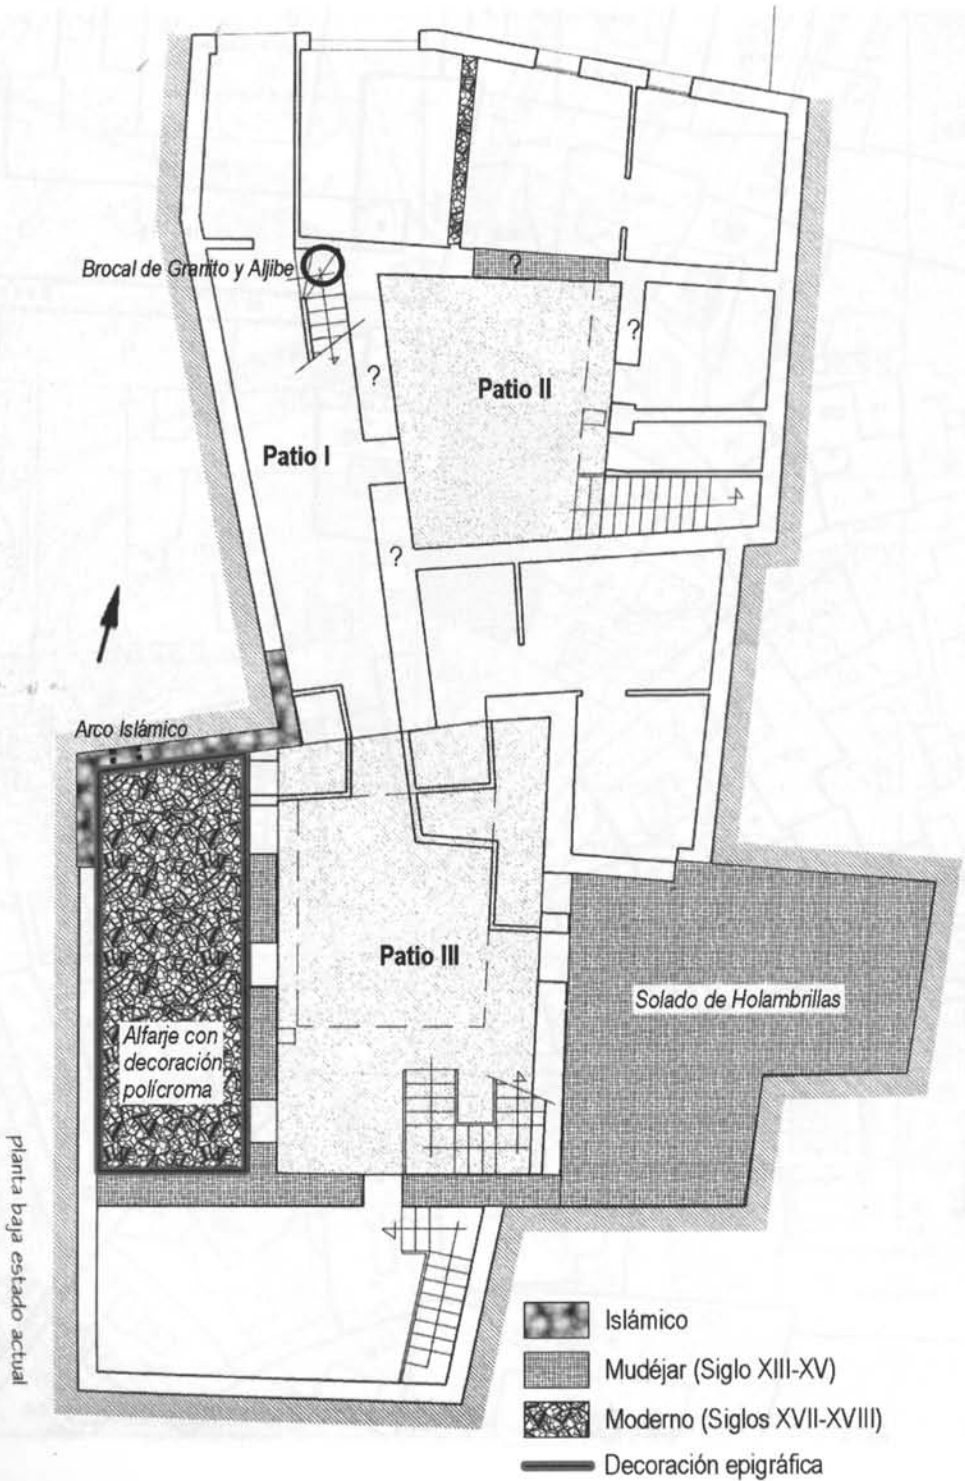 ?
Brocal de Granito y Aljibe
?
?
Patio II
Patio I
?
Arco Islámico
Patio III
Solado de Holambrillas
Alfarje con
decoración
polícroma
planta baja estado actual
Islámico
Mudéjar (Siglo XIII-XV)
Moderno (Siglos XVII-XVIII)
Decoración epigráfica